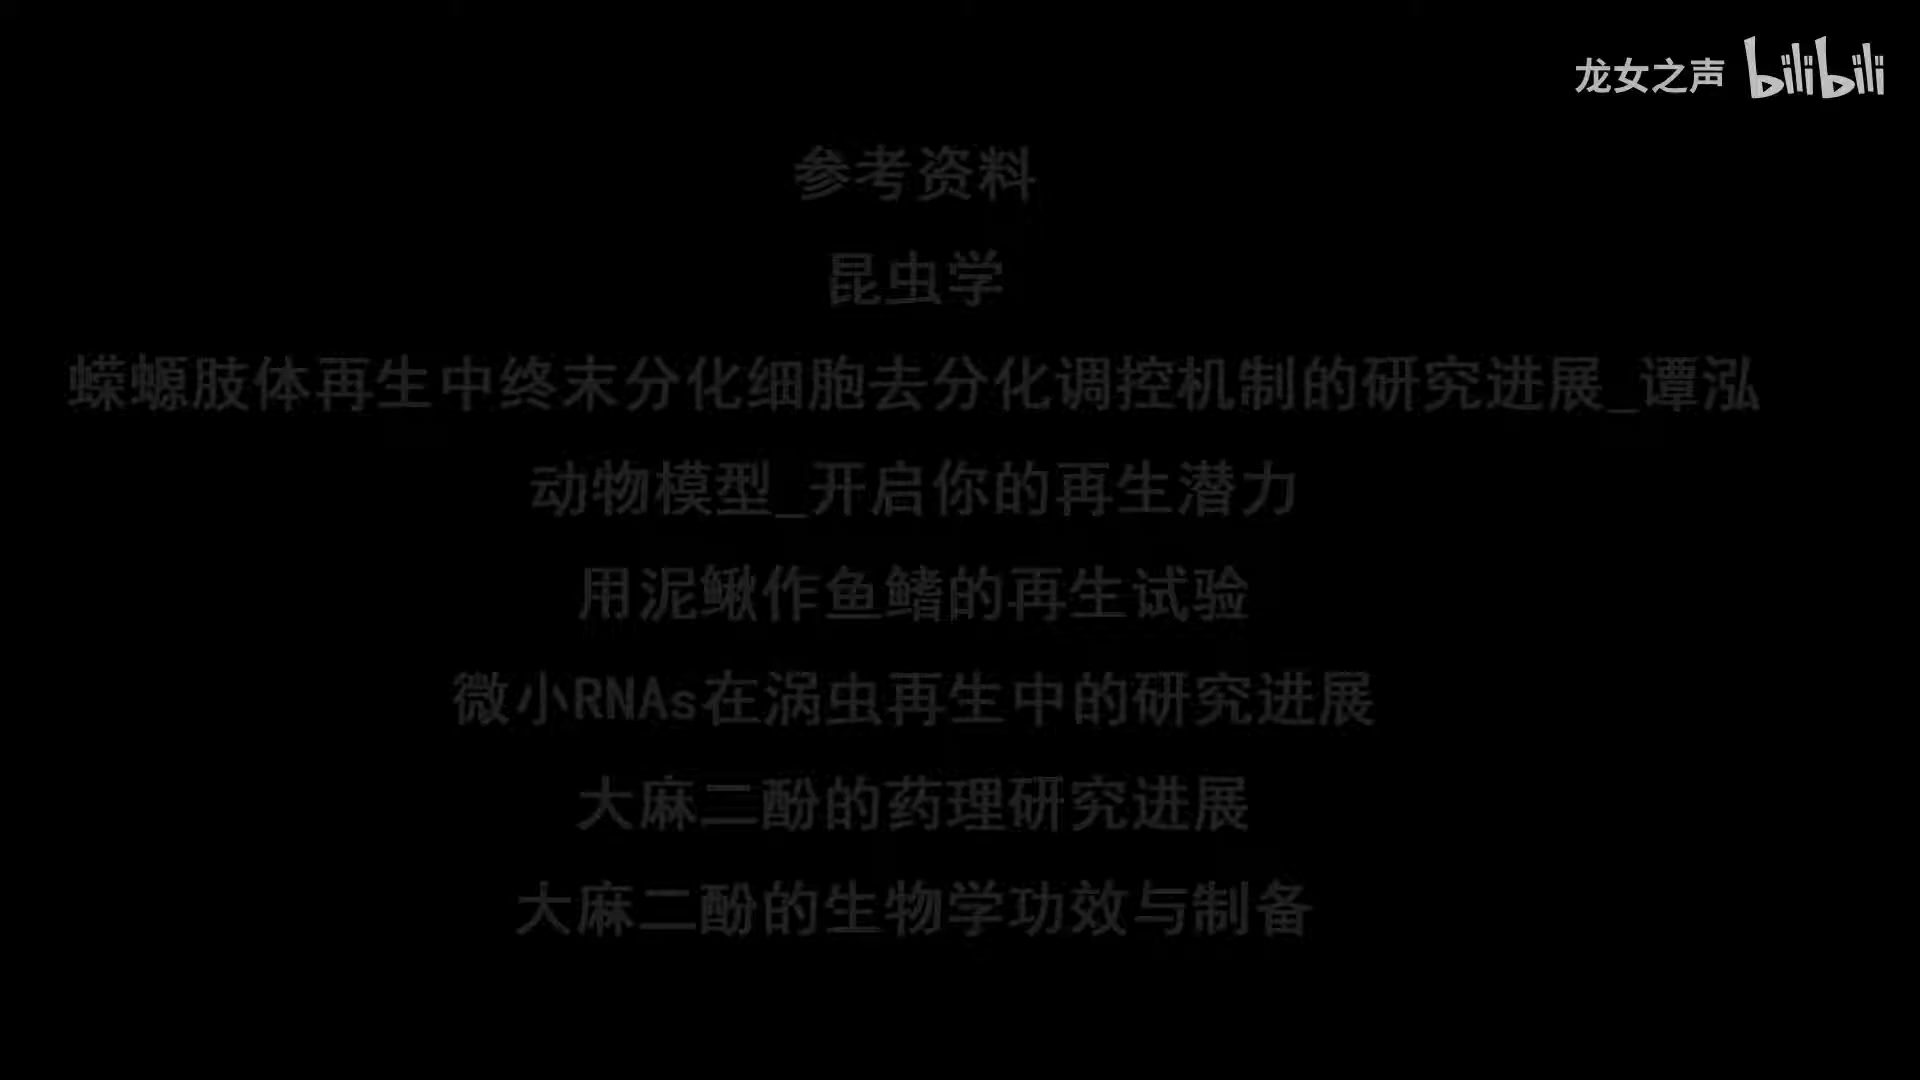 龙女之声 bilibili
参考资料
昆虫学
蝾螈肢体再生中终末分化细胞去分化调控机制的研究进展_谭泓
动物模型_开启你的再生潜力
用泥鳅作鱼鳍的再生试验
微小RNAs在涡虫再生中的研究进展
大麻二酚的药理研究进展
大麻二酚的生物学功效与制备